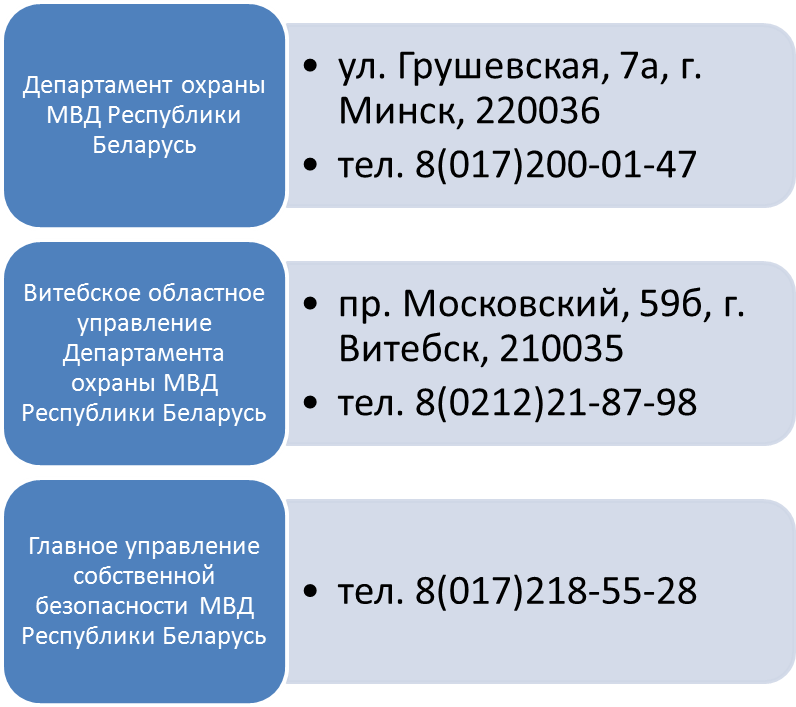 Департамент охраны
МВД Республики
Беларусь
• ул. Грушевская, 7а, г.
Минск, 220036
• тел. 8(017)200-01-47
Витебское областное
управление
Департамента
охраны МВД
Республики Беларусь
• пр. Московский, 59б, г.
Витебск, 210035
• тел. 8(0212)21-87-98
Главное управление
собственной
безопасности МВД
Республики Беларусь
• тел. 8(017)218-55-28